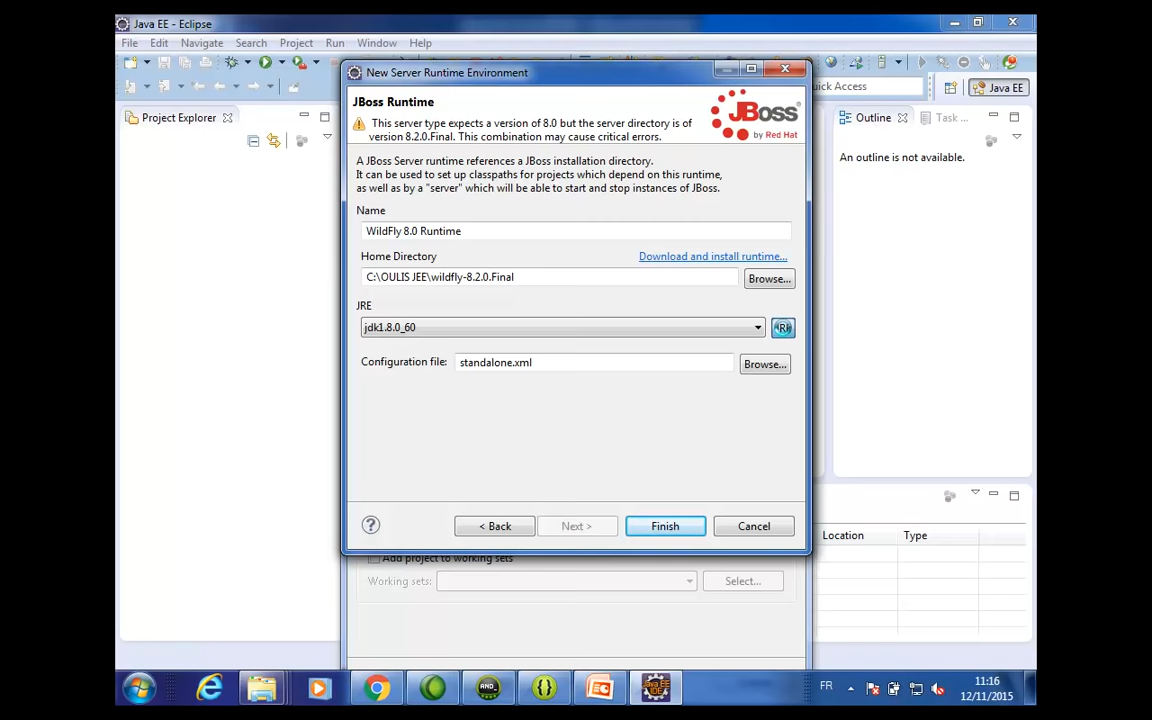 Java EE - Eclipse
File Edit Navigate Search Project Run Window Help
New Server Runtime Environment
Quick Access
Java EE
Project Explorer
JBoss Runtime
This server type expects a version of 8.0 but the server directory is of
version 8.2.0.Final. This combination may cause critical errors.
JBoss
by Red Hat
Outline
Task ...
An outline is not available.
A JBoss Server runtime references a JBoss installation directory.
It can be used to set up classpaths for projects which depend on this runtime,
as well as by a "server" which will be able to start and stop instances of JBoss.
Name
WildFly 8.0 Runtime
Home Directory
Download and install runtime...
C:\OULIS JEE\wildfly-8.2.0.Final
Browse...
JRE
jdk1.8.0_60
Configuration file:
standalone.xml
Browse...
< Back
Next >
Finish
Cancel
Location
Type
Add project to working sets
Working sets:
Select...
FR
11:16
12/11/2015